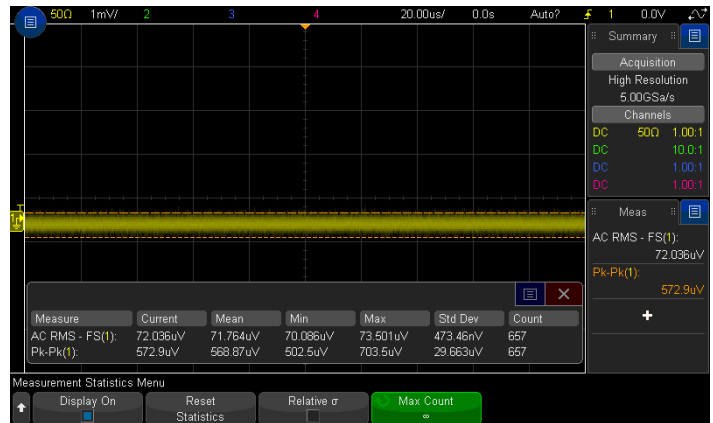 50Ω 1mV/ 2 3 4 20.00us/ 0.0s Auto? 1 0.0V
Summary
Acquisition
High Resolution
5.00GSa/s
Channels
DC 50Ω 1.00:1
DC 10.0:1
DC 1.00:1
DC 1.00:1
Meas
AC RMS - FS(1):
72.036uV
Pk-Pk(1):
572.9uV
Measure Current Mean Min Max Std Dev Count
AC RMS - FS(1): 72.036uV 71.764uV 70.086uV 73.501uV 473.46nV 657
Pk-Pk(1): 572.9uV 568.87uV 502.5uV 703.5uV 29.663uV 657
Measurement Statistics Menu
Display On
Reset
Statistics
Relative σ
Max Count
∞